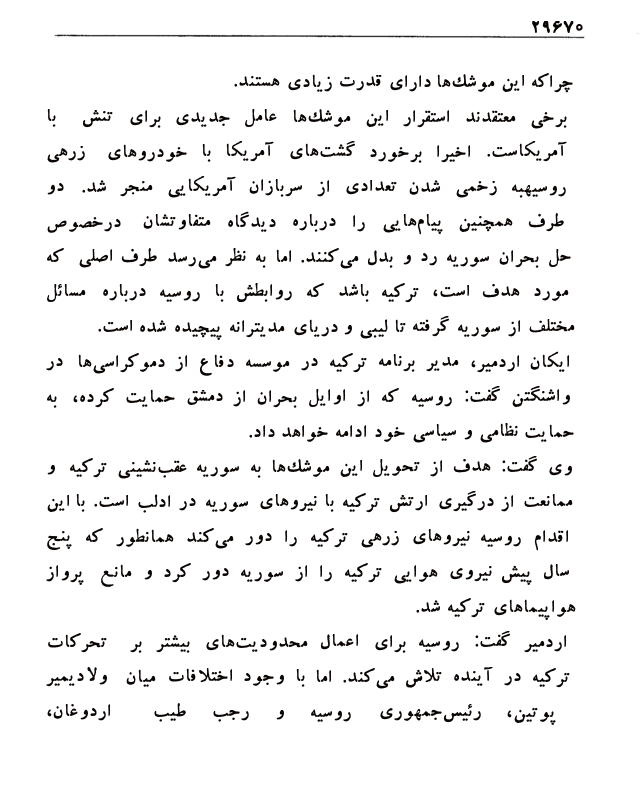 ۲۹۶۷۰
چراکه این موشك‌ها دارای قدرت زیادی هستند.
برخی معتقدند استقرار این موشك‌ها عامل جدیدی برای تنش با
آمریکاست. اخیرا برخورد گشت‌های آمریکا با خودروهای زرهی
روسیهبه زخمی شدن تعدادی از سربازان آمریکایی منجر شد. دو
طرف همچنین پیام‌هایی را درباره دیدگاه متفاوتشان درخصوص
حل بحران سوریه رد و بدل می‌کنند. اما به نظر می‌رسد طرف اصلی که
مورد هدف است، ترکیه باشد که روابطش با روسیه درباره مسائل
مختلف از سوریه گرفته تا لیبی و دریای مدیترانه پیچیده شده است.
ایکان اردمیر، مدیر برنامه ترکیه در موسسه دفاع از دموکراسی‌ها در
واشنگتن گفت: روسیه که از اوایل بحران از دمشق حمایت کرده، به
حمایت نظامی و سیاسی خود ادامه خواهد داد.
وی گفت: هدف از تحویل این موشك‌ها به سوریه عقب‌نشینی ترکیه و
ممانعت از درگیری ارتش ترکیه با نیروهای سوریه در ادلب است. با این
اقدام روسیه نیروهای زرهی ترکیه را دور می‌کند همانطور که پنج
سال پیش نیروی هوایی ترکیه را از سوریه دور کرد و مانع پرواز
هواپیماهای ترکیه شد.
اردمیر گفت: روسیه برای اعمال محدودیت‌های بیشتر بر تحرکات
ترکیه در آینده تلاش می‌کند. اما با وجود اختلافات میان ولادیمیر
پوتین، رئیس‌جمهوری روسیه و رجب طیب اردوغان،